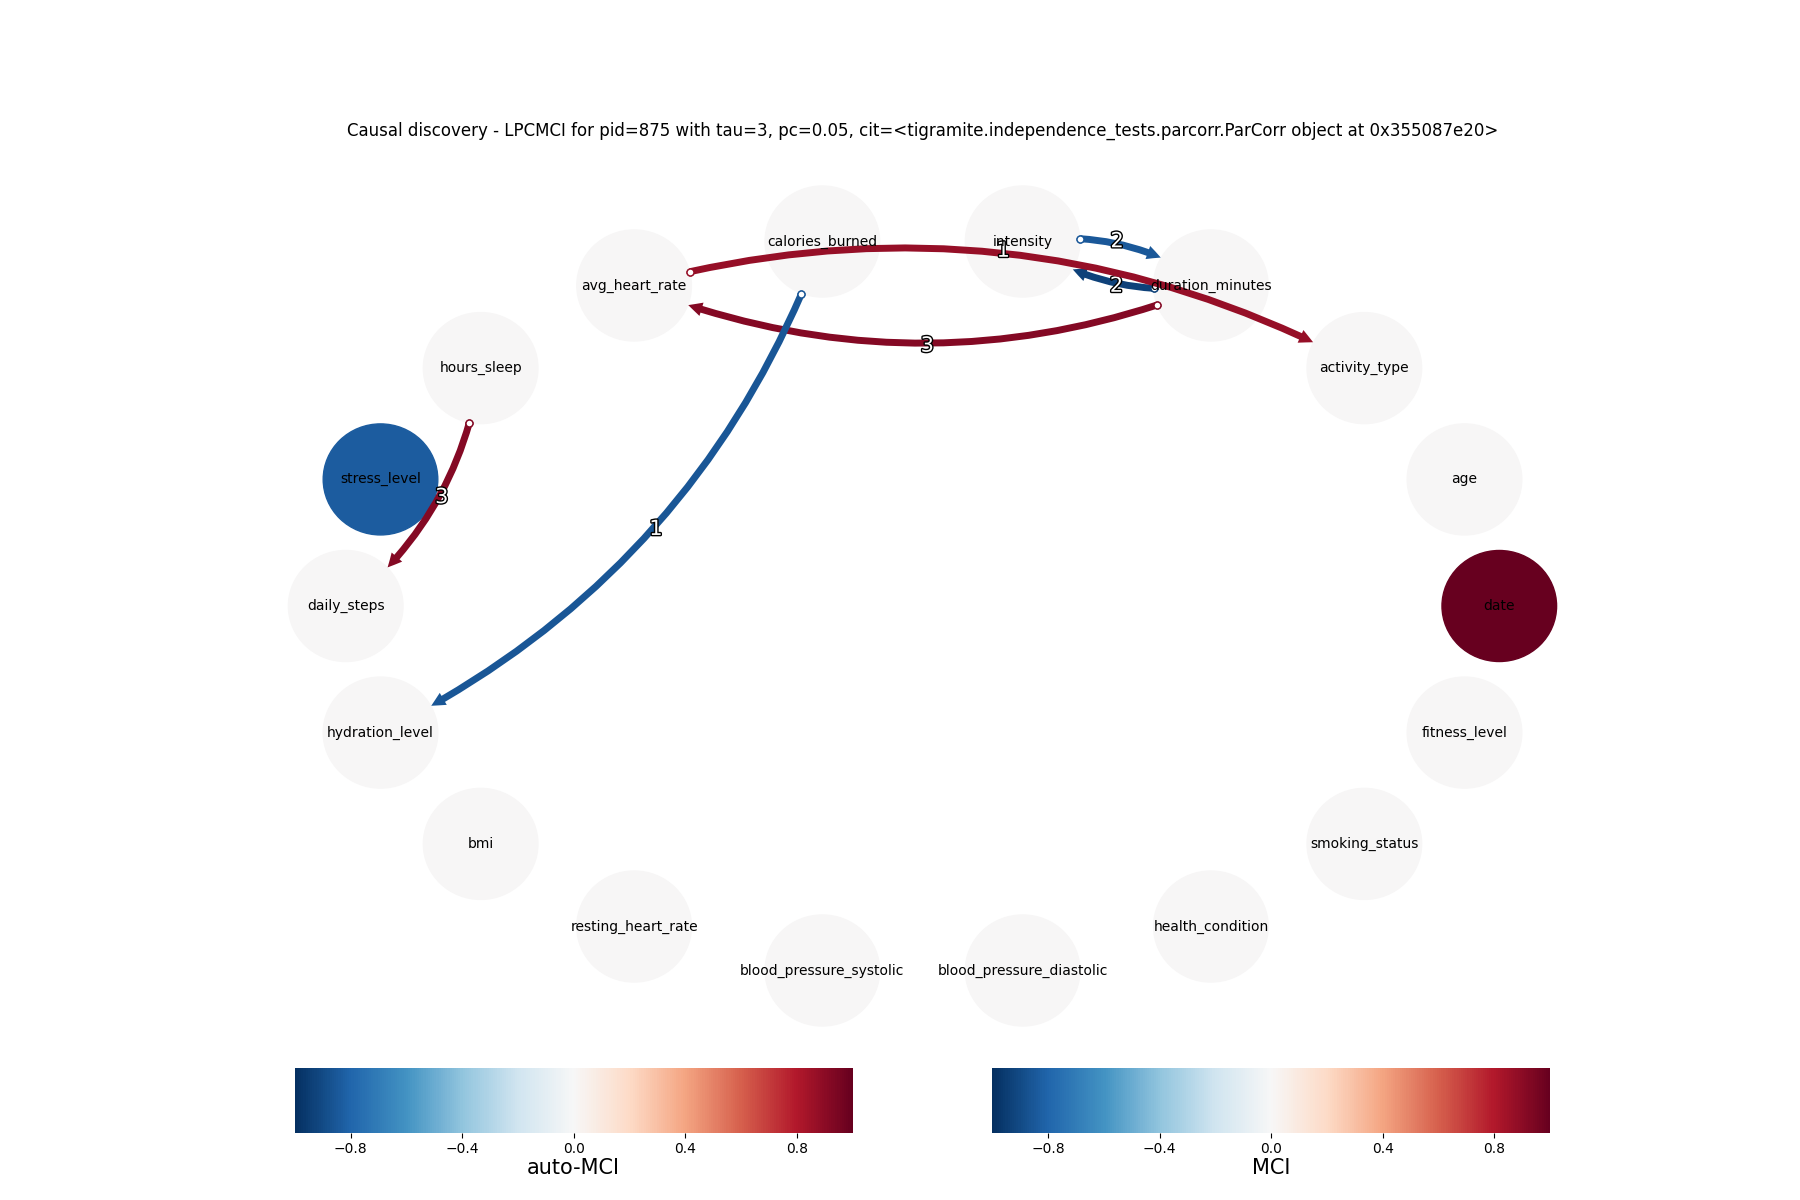 Causal discovery - LPCMCI for pid=875 with tau=3, pc=0.05, cit=<tigramite.independence_tests.parcorr.ParCorr object at 0x355087e20>
calories_burned
intensity
2
1
avg_heart_rate
2
duration_minutes
3
hours_sleep
activity_type
stress_level
3
age
1
daily_steps
date
hydration_level
fitness_level
bmi
smoking_status
resting_heart_rate
health_condition
blood_pressure_systolic
blood_pressure_diastolic
−0.8 −0.4 0.0 0.4 0.8
auto-MCI
−0.8 −0.4 0.0 0.4 0.8
MCI